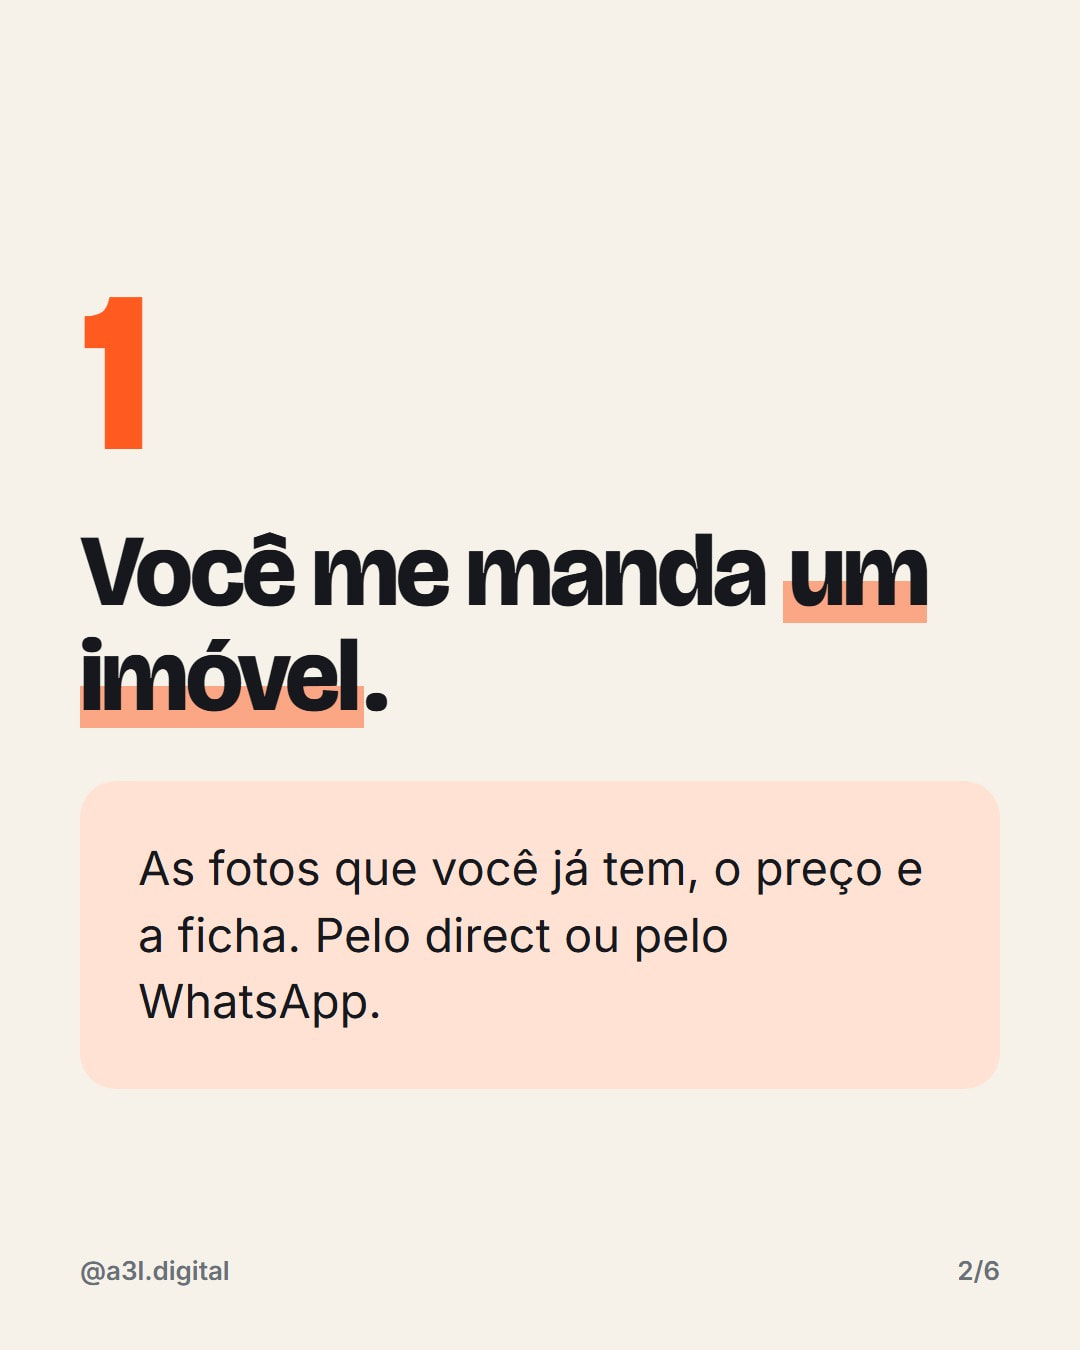 1
Você me manda um
imóvel.
As fotos que você já tem, o preço e
a ficha. Pelo direct ou pelo
WhatsApp.
@a3l.digital
2/6